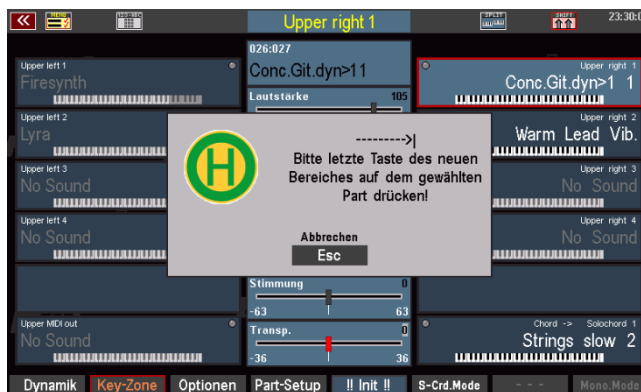 MENU
Upper right 1
SPLIT
SHIFT
23:30:0
026:027
Conc.Git.dyn>11
Lautstärke 105
Upper left 1
Firesynth
Upper right 1
Conc.Git.dyn>1 1
Upper left 2
Lyra
Upper right 2
Warm Lead Vib.
Upper left 3
No Sound
Upper right 3
No Sound
Upper left 4
No Sound
Upper right 4
No Sound
H
--------->|
Bitte letzte Taste des neuen
Bereiches auf dem gewählten
Part drücken!
Abbrechen
Esc
Stimmung 0
-63 63
Transp. 0
-36 36
Upper MIDI out
No Sound
Chord -> Solochord 1
Strings slow 2
Dynamik Key-Zone Optionen Part-Setup !! Init !! S-Crd.Mode - - - Mono.Mode